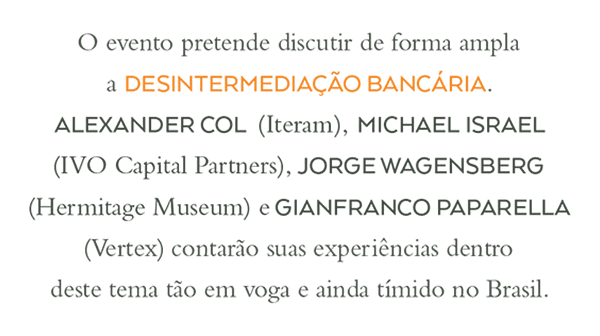 O evento pretende discutir de forma ampla
a DESINTERMEDIAÇÃO BANCÁRIA.
ALEXANDER COL (Iteram), MICHAEL ISRAEL
(IVO Capital Partners), JORGE WAGENSBERG
(Hermitage Museum) e GIANFRANCO PAPARELLA
(Vertex) contarão suas experiências dentro
deste tema tão em voga e ainda tímido no Brasil.